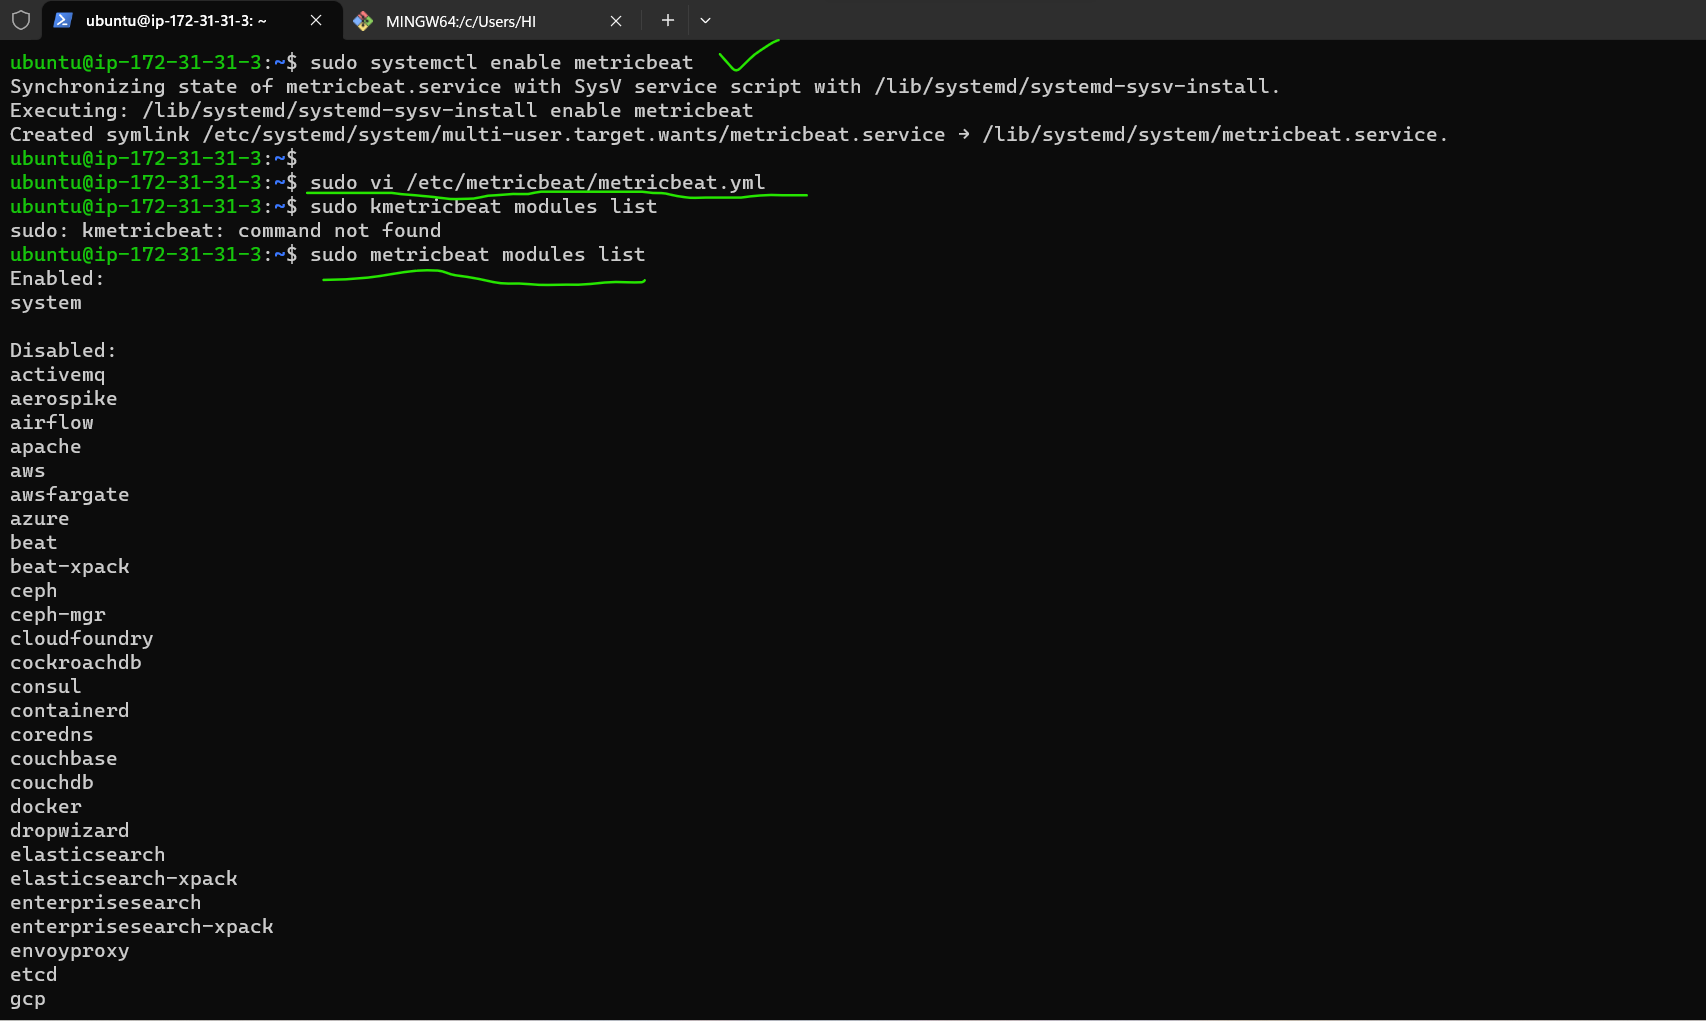 ubuntu@ip-172-31-31-3: ~
MINGW64:/c/Users/HI
ubuntu@ip-172-31-31-3:~$ sudo systemctl enable metricbeat
Synchronizing state of metricbeat.service with SysV service script with /lib/systemd/systemd-sysv-install.
Executing: /lib/systemd/systemd-sysv-install enable metricbeat
Created symlink /etc/systemd/system/multi-user.target.wants/metricbeat.service → /lib/systemd/system/metricbeat.service.
ubuntu@ip-172-31-31-3:~$
ubuntu@ip-172-31-31-3:~$ sudo vi /etc/metricbeat/metricbeat.yml
ubuntu@ip-172-31-31-3:~$ sudo kmetricbeat modules list
sudo: kmetricbeat: command not found
ubuntu@ip-172-31-31-3:~$ sudo metricbeat modules list
Enabled:
system
Disabled:
activemq
aerospike
airflow
apache
aws
awsfargate
azure
beat
beat-xpack
ceph
ceph-mgr
cloudfoundry
cockroachdb
consul
containerd
coredns
couchbase
couchdb
docker
dropwizard
elasticsearch
elasticsearch-xpack
enterprisesearch
enterprisesearch-xpack
envoyproxy
etcd
gcp